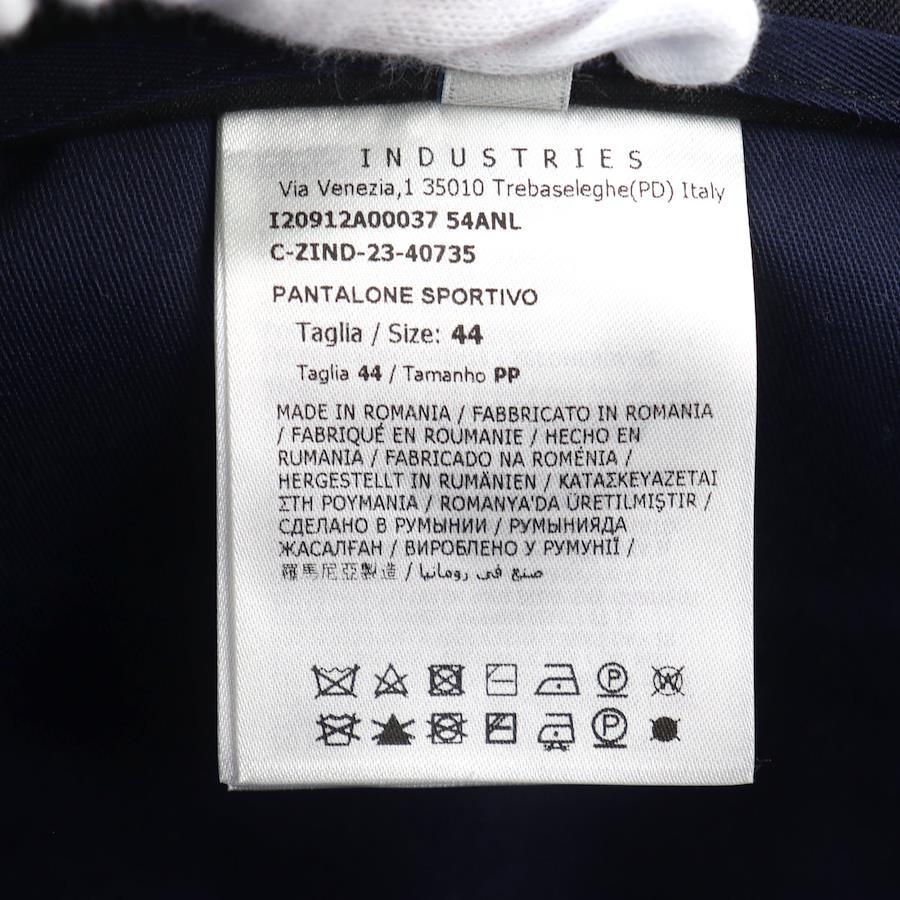 INDUSTRIES
Via Venezia,1 35010 Trebaseleghe(PD) Italy
I20912A00037 54ANL
C-ZIND-23-40735
PANTALONE SPORTIVO
Taglia / Size: 44
Taglia 44 / Tamanho PP
MADE IN ROMANIA / FABBRICATO IN ROMANIA
/ FABRIQUÉ EN ROUMANIE / HECHO EN
RUMANIA / FABRICADO NA ROMÉNIA /
HERGESTELLT IN RUMÄNIEN / ΚΑΤΑΣΚΕΥΑΖΕΤΑΙ
ΣΤΗ ΡΟΥΜΑΝΙΑ / ROMANYA'DA ÜRETILMIŞTIR /
СДЕЛАНО В РУМЫНИИ / РУМЫНИЯДА
ЖАСАЛҒАН / ВИРОБЛЕНО У РУМУНІЇ /
羅馬尼亞製造 / صنع في رومانيا
P W
P